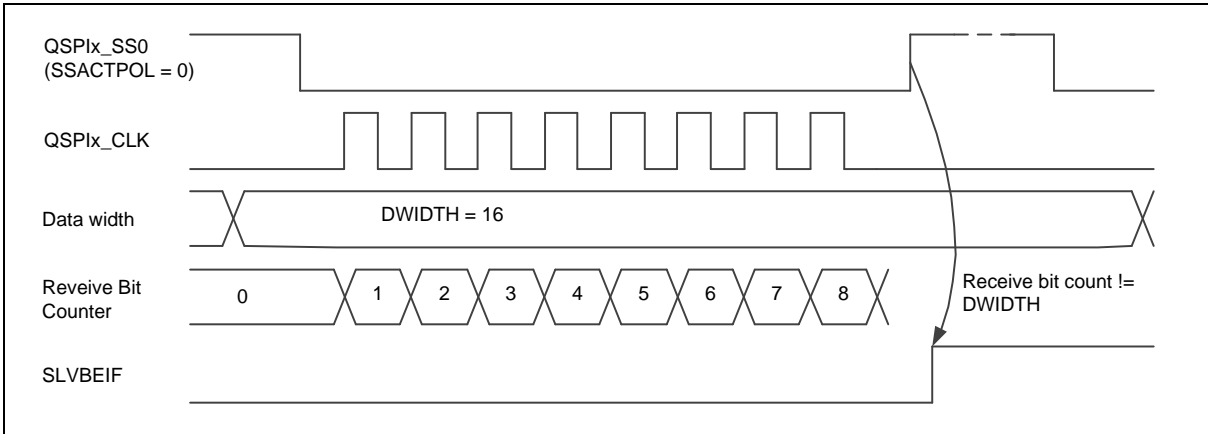 QSPIx_SS0
(SSACTPOL = 0)
QSPIx_CLK
Data width
DWIDTH = 16
Reveive Bit
Counter
0 1 2 3 4 5 6 7 8
Receive bit count !=
DWIDTH
SLVBEIF